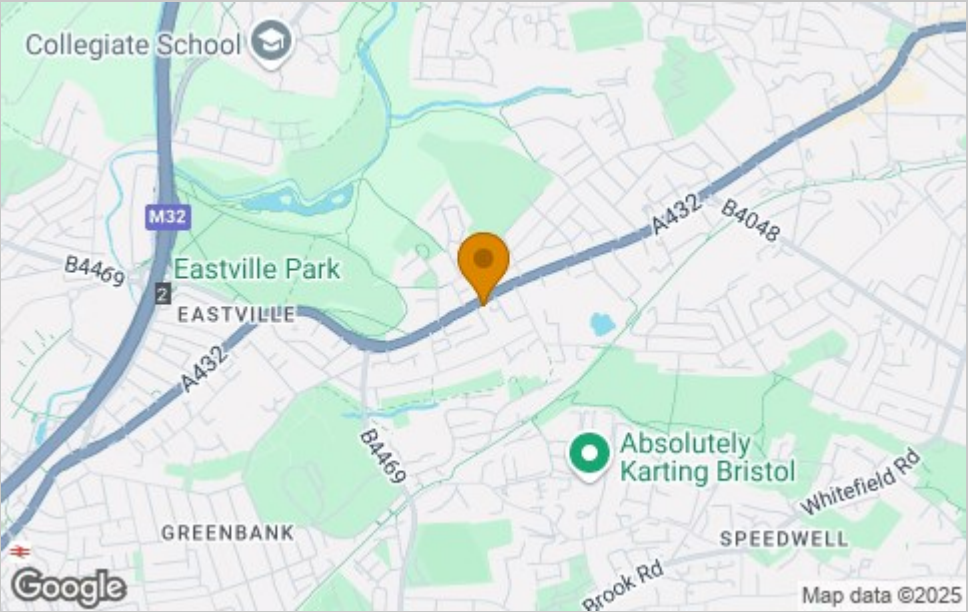 Collegiate School
M32
A432
B4048
B4469
Eastville Park
2
EASTVILLE
A432
B4469
Absolutely
Karting Bristol
Whitefield Rd
GREENBANK
SPEEDWELL
Brook Rd
Google
Map data ©2025